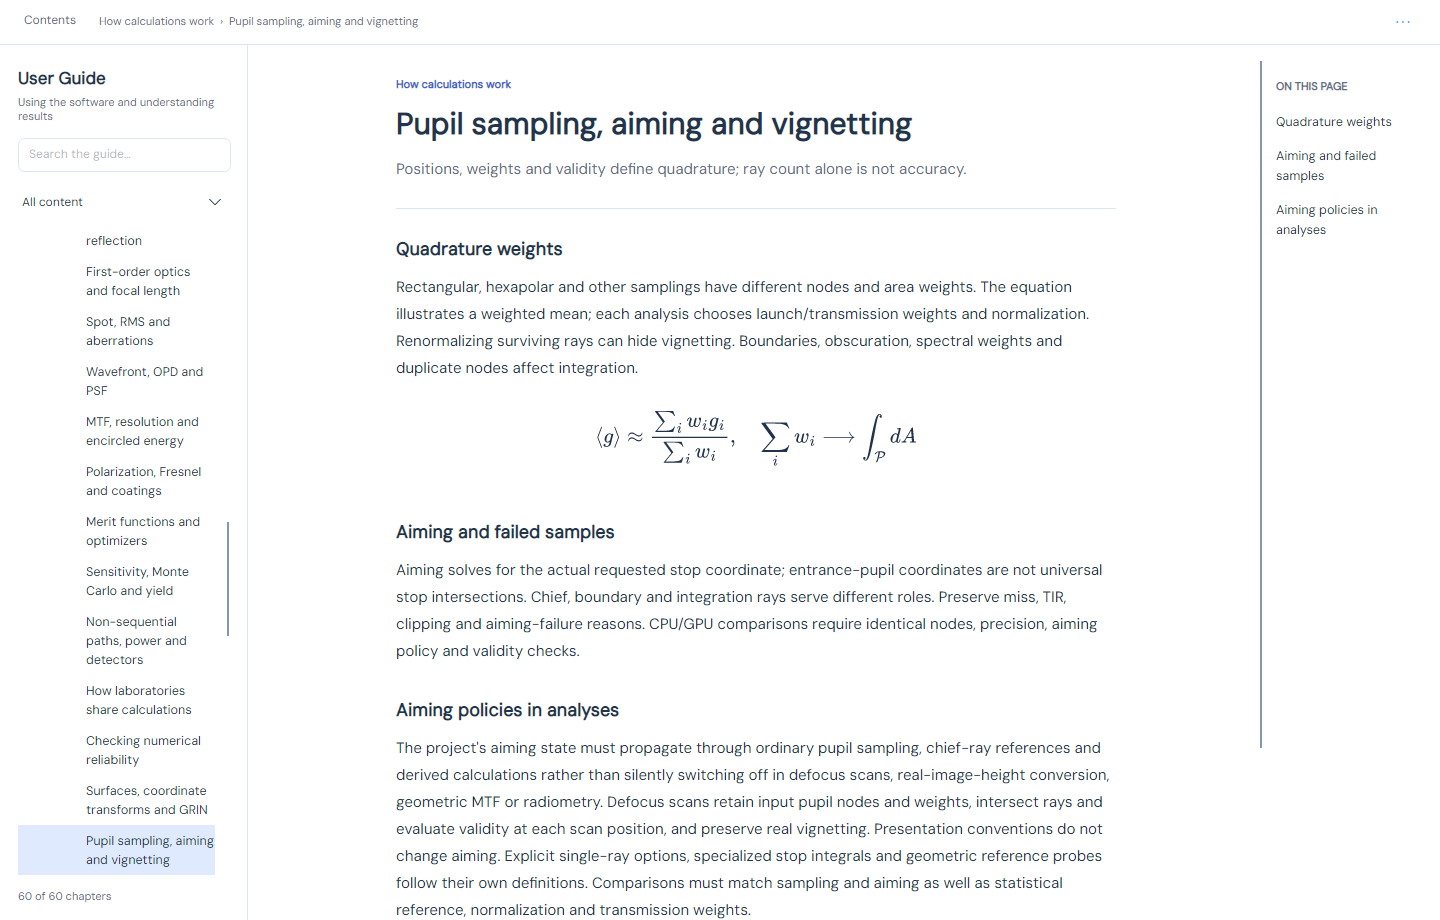 Contents
How calculations work › Pupil sampling, aiming and vignetting
...
User Guide
Using the software and understanding
results
Search the guide...
All content
reflection
First-order optics
and focal length
Spot, RMS and
aberrations
Wavefront, OPD and
PSF
MTF, resolution and
encircled energy
Polarization, Fresnel
and coatings
Merit functions and
optimizers
Sensitivity, Monte
Carlo and yield
Non-sequential
paths, power and
detectors
How laboratories
share calculations
Checking numerical
reliability
Surfaces, coordinate
transforms and GRIN
Pupil sampling, aiming
and vignetting
60 of 60 chapters
How calculations work
Pupil sampling, aiming and vignetting
Positions, weights and validity define quadrature; ray count alone is not accuracy.
Quadrature weights
Rectangular, hexapolar and other samplings have different nodes and area weights. The equation
illustrates a weighted mean; each analysis chooses launch/transmission weights and normalization.
Renormalizing surviving rays can hide vignetting. Boundaries, obscuration, spectral weights and
duplicate nodes affect integration.
⟨g⟩ ≈ ∑ᵢ wᵢgᵢ / ∑ᵢ wᵢ, ∑ᵢ wᵢ ⟶ ∫_𝒫 dA
Aiming and failed samples
Aiming solves for the actual requested stop coordinate; entrance-pupil coordinates are not universal
stop intersections. Chief, boundary and integration rays serve different roles. Preserve miss, TIR,
clipping and aiming-failure reasons. CPU/GPU comparisons require identical nodes, precision, aiming
policy and validity checks.
Aiming policies in analyses
The project's aiming state must propagate through ordinary pupil sampling, chief-ray references and
derived calculations rather than silently switching off in defocus scans, real-image-height conversion,
geometric MTF or radiometry. Defocus scans retain input pupil nodes and weights, intersect rays and
evaluate validity at each scan position, and preserve real vignetting. Presentation conventions do not
change aiming. Explicit single-ray options, specialized stop integrals and geometric reference probes
follow their own definitions. Comparisons must match sampling and aiming as well as statistical
reference, normalization and transmission weights.
ON THIS PAGE
Quadrature weights
Aiming and failed
samples
Aiming policies in
analyses